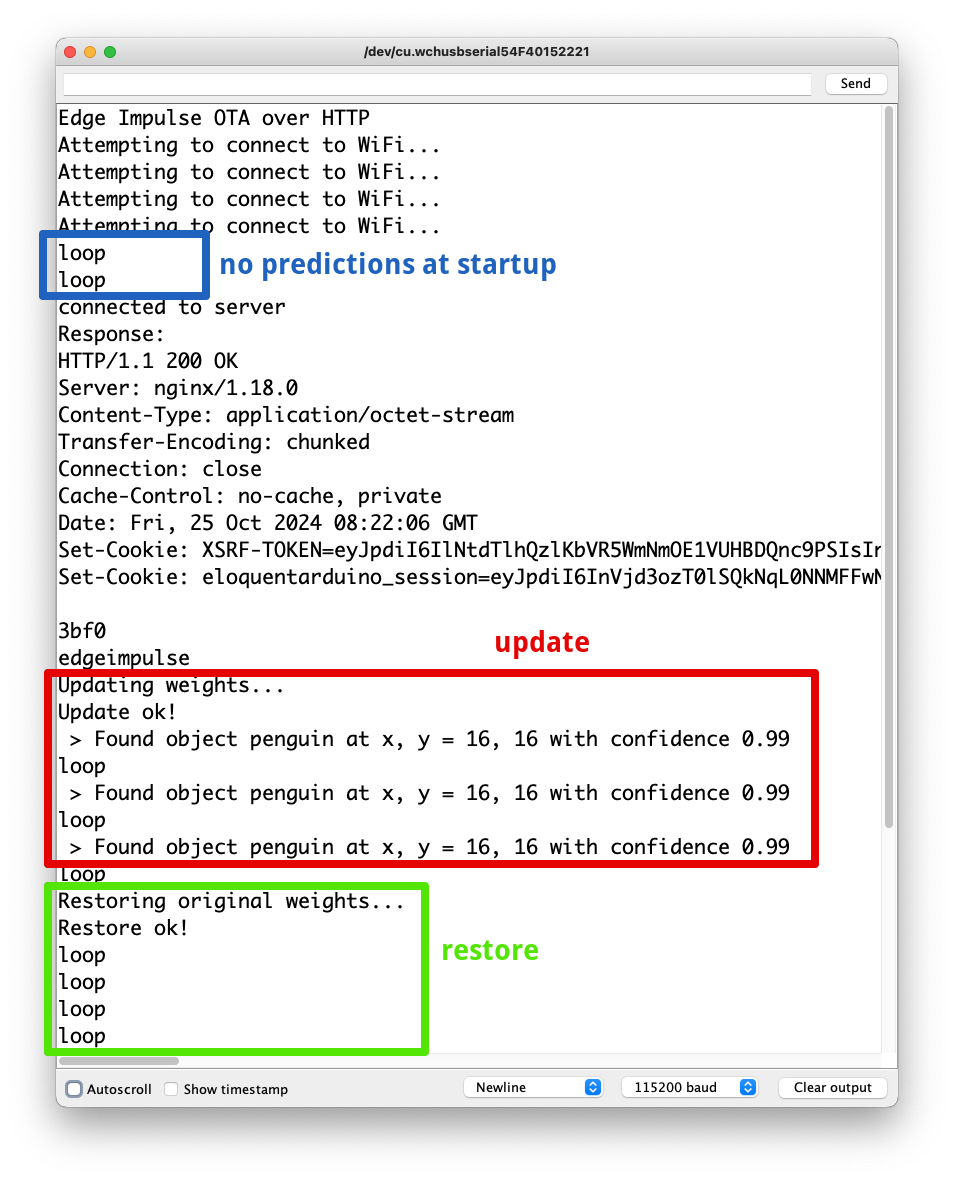 /dev/cu.wchusbserial54F40152221
Send
Edge Impulse OTA over HTTP
Attempting to connect to WiFi...
Attempting to connect to WiFi...
Attempting to connect to WiFi...
Attempting to connect to WiFi...
loop
no predictions at startup
loop
connected to server
Response:
HTTP/1.1 200 OK
Server: nginx/1.18.0
Content-Type: application/octet-stream
Transfer-Encoding: chunked
Connection: close
Cache-Control: no-cache, private
Date: Fri, 25 Oct 2024 08:22:06 GMT
Set-Cookie: XSRF-TOKEN=eyJpdiI6IlNtdTlhQzlKbVR5WmNmOE1VUHBDQnc9PSIsIr
Set-Cookie: eloquentarduino_session=eyJpdiI6InVjd3ozT0lSQkNqL0NNMFFwN
3bf0
update
edgeimpulse
Updating weights...
Update ok!
> Found object penguin at x, y = 16, 16 with confidence 0.99
loop
> Found object penguin at x, y = 16, 16 with confidence 0.99
loop
> Found object penguin at x, y = 16, 16 with confidence 0.99
loop
Restoring original weights...
Restore ok!
restore
loop
loop
loop
loop
Autoscroll Show timestamp Newline 115200 baud Clear output